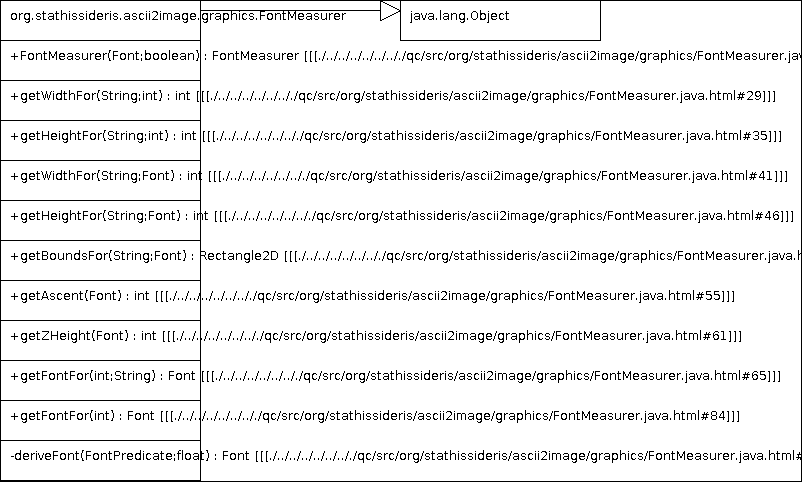 org.stathissideris.ascii2image.graphics.FontMeasurer
java.lang.Object
+FontMeasurer(Font;boolean) : FontMeasurer [[[./../../../../../../../qc/src/org/stathissideris/ascii2image/graphics/FontMeasurer.jav
+getWidthFor(String;int) : int [[[./../../../../../../../qc/src/org/stathissideris/ascii2image/graphics/FontMeasurer.java.html#29]]]
+getHeightFor(String;int) : int [[[./../../../../../../../qc/src/org/stathissideris/ascii2image/graphics/FontMeasurer.java.html#35]]]
+getWidthFor(String;Font) : int [[[./../../../../../../../qc/src/org/stathissideris/ascii2image/graphics/FontMeasurer.java.html#41]]]
+getHeightFor(String;Font) : int [[[./../../../../../../../qc/src/org/stathissideris/ascii2image/graphics/FontMeasurer.java.html#46]]]
+getBoundsFor(String;Font) : Rectangle2D [[[./../../../../../../../qc/src/org/stathissideris/ascii2image/graphics/FontMeasurer.java.h
+getAscent(Font) : int [[[./../../../../../../../qc/src/org/stathissideris/ascii2image/graphics/FontMeasurer.java.html#55]]]
+getZHeight(Font) : int [[[./../../../../../../../qc/src/org/stathissideris/ascii2image/graphics/FontMeasurer.java.html#61]]]
+getFontFor(int;String) : Font [[[./../../../../../../../qc/src/org/stathissideris/ascii2image/graphics/FontMeasurer.java.html#65]]]
+getFontFor(int) : Font [[[./../../../../../../../qc/src/org/stathissideris/ascii2image/graphics/FontMeasurer.java.html#84]]]
-deriveFont(FontPredicate;float) : Font [[[./../../../../../../../qc/src/org/stathissideris/ascii2image/graphics/FontMeasurer.java.html#